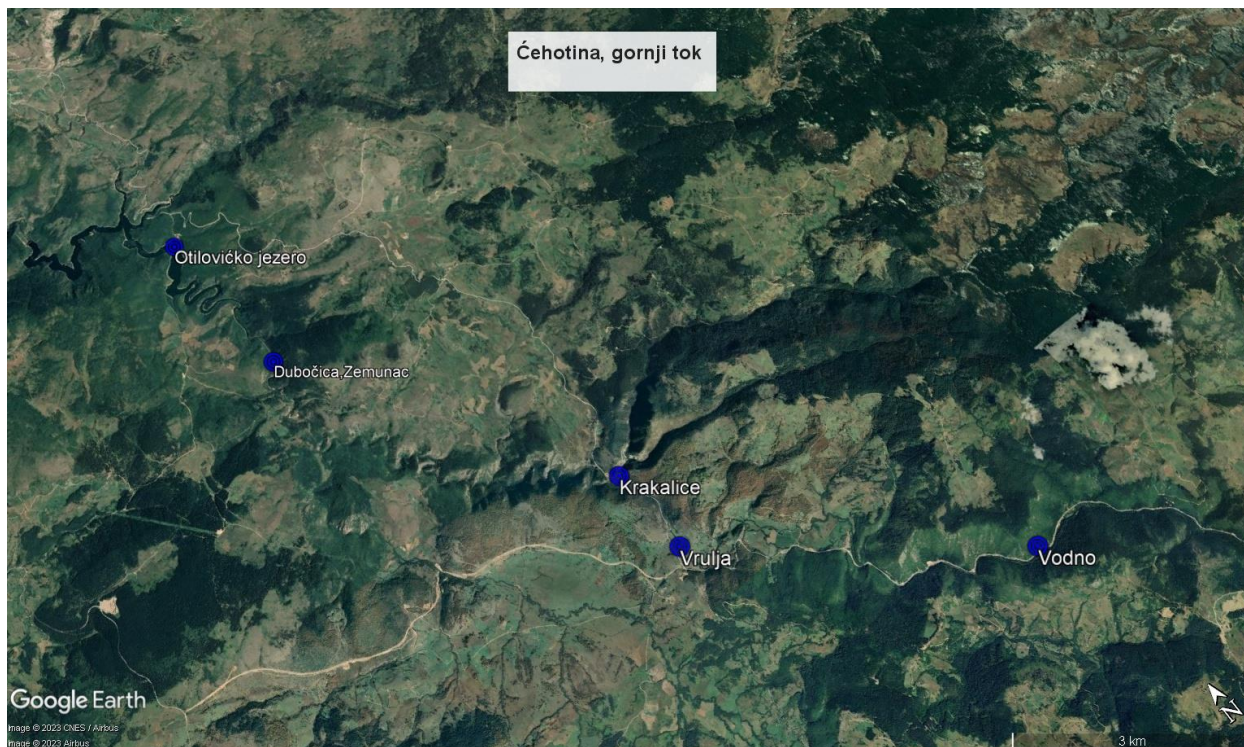 Ćehotina, gornji tok
Otilovićko jezero
Dubočica,Zemunac
Krakalice
Vrulja
Vodno
Google Earth
Image © 2023 CNES / Airbus
Image © 2023 Airbus
N
3 km